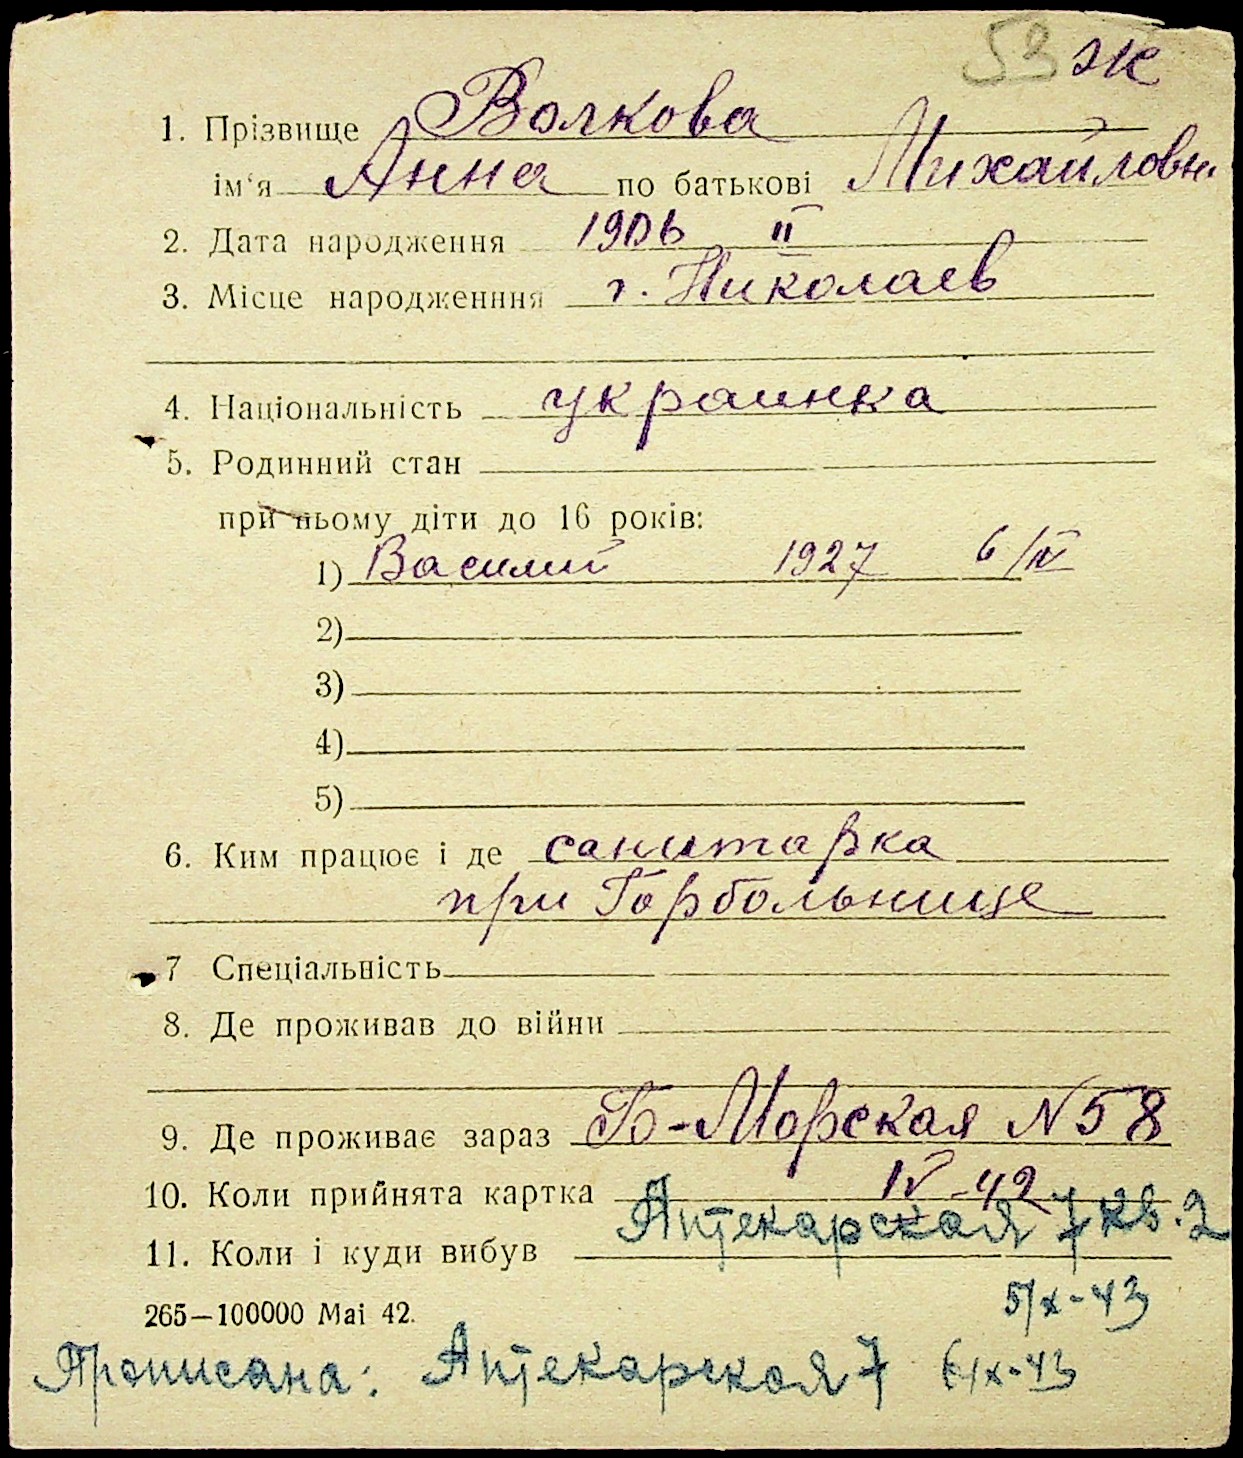 53 Ж
1. Прізвище Волкова
ім'я Анна по батькові Михайловн
2. Дата народження 1906 II
3. Місце народженння г. Николаев
4. Національність украинка
5. Родинний стан
при ньому діти до 16 років:
1) Василий 1927 6/IV
2)
3)
4)
5)
6. Ким працює і де санитарка
при Горбольнице
7 Спеціальність
8. Де проживав до війни
9. Де проживає зараз Б-Морская N 58
10. Коли прийнята картка IV-42
Аптекарская 7 кв. 2
11. Коли і куди вибув
5/X-43
265—100000 Mai 42.
Прописана: Аптекарская 7 6/X-43